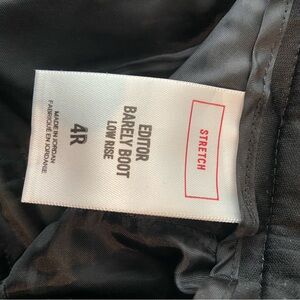 STRETCH
EDITOR
BARELY BOOT
LOW RISE
4R
MADE IN JORDAN
FABRIQUÉ EN JORDANIE